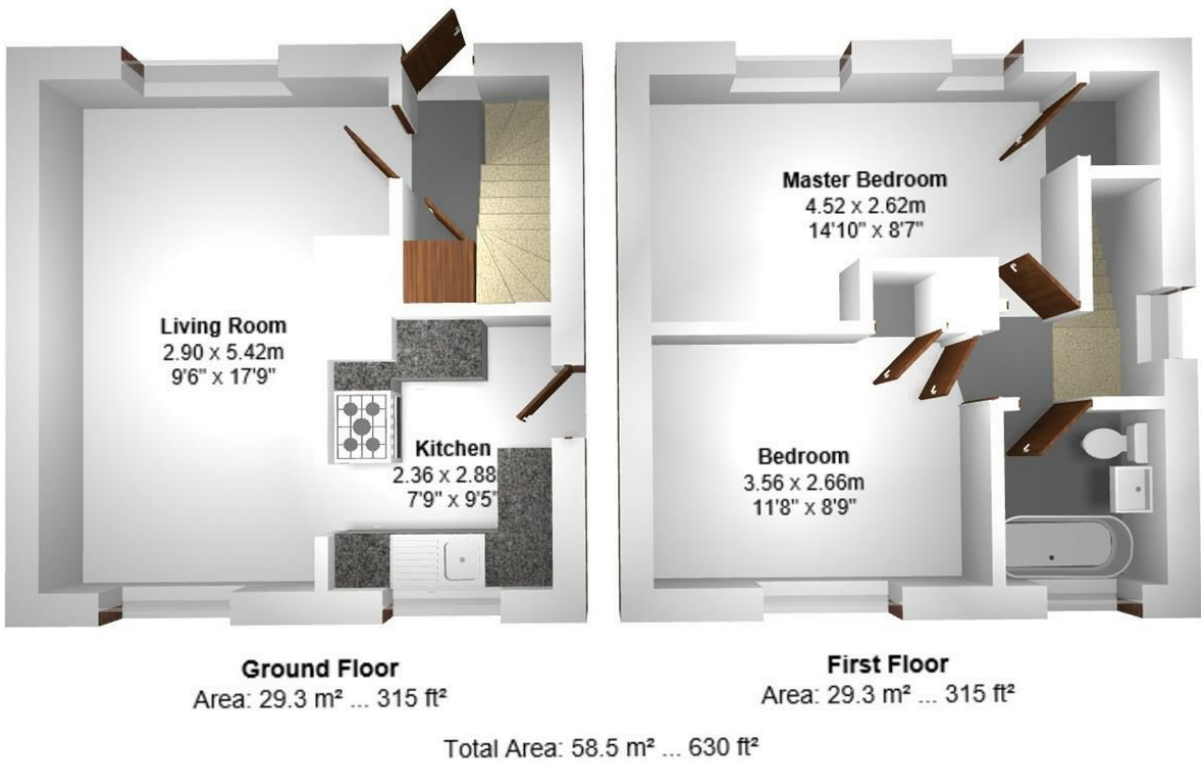 Living Room
2.90 x 5.42m
9'6" x 17'9"
Kitchen
2.36 x 2.88
7'9" x 9'5"
Master Bedroom
4.52 x 2.62m
14'10" x 8'7"
Bedroom
3.56 x 2.66m
11'8" x 8'9"
Ground Floor
Area: 29.3 m² ... 315 ft²
First Floor
Area: 29.3 m² ... 315 ft²
Total Area: 58.5 m² ... 630 ft²